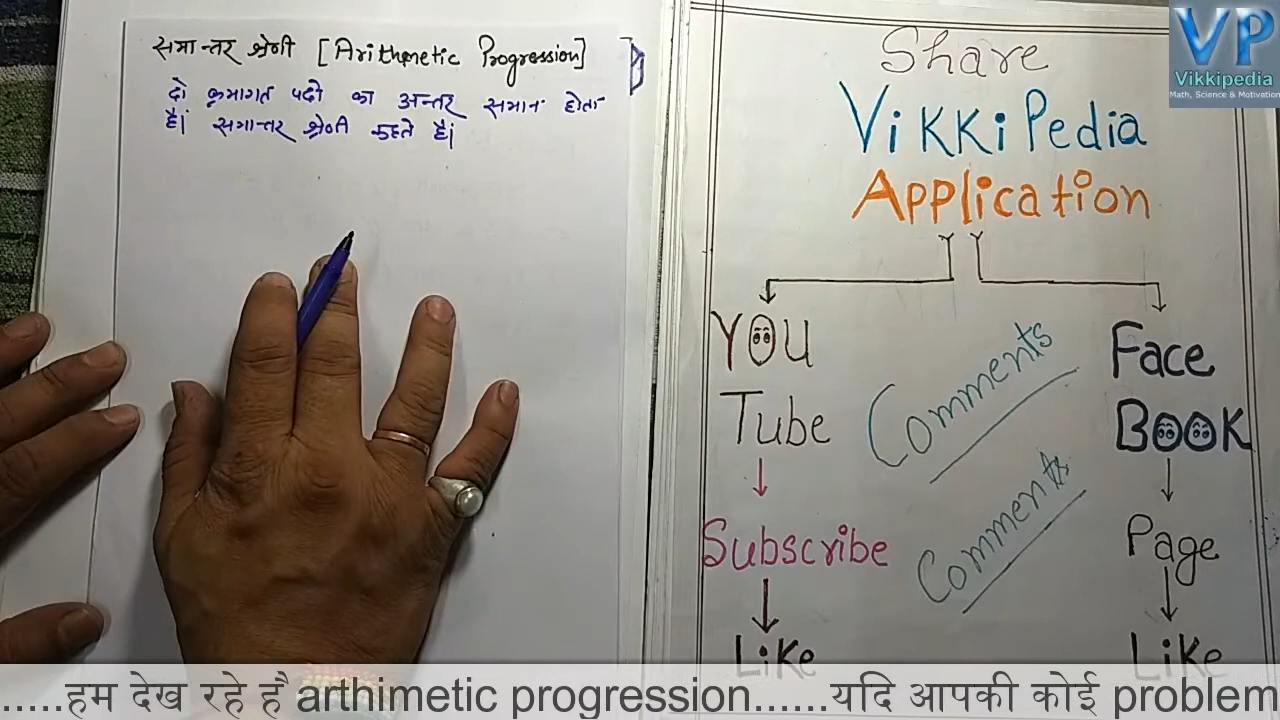 समान्तर श्रेणी [Arithmetic Progression]
दो क्रमागत पदो का अन्तर समान होता
है। समान्तर श्रेणी कहते है।
Share
VikkiPedia
Application
YOU
Tube
Subscribe
Like
Comments
Comments
Face
BOOK
Page
Like
VP
Vikkipedia
Math, Science & Motivation
.....हम देख रहे हैं arthimetic progression......यदि आपकी कोई problem